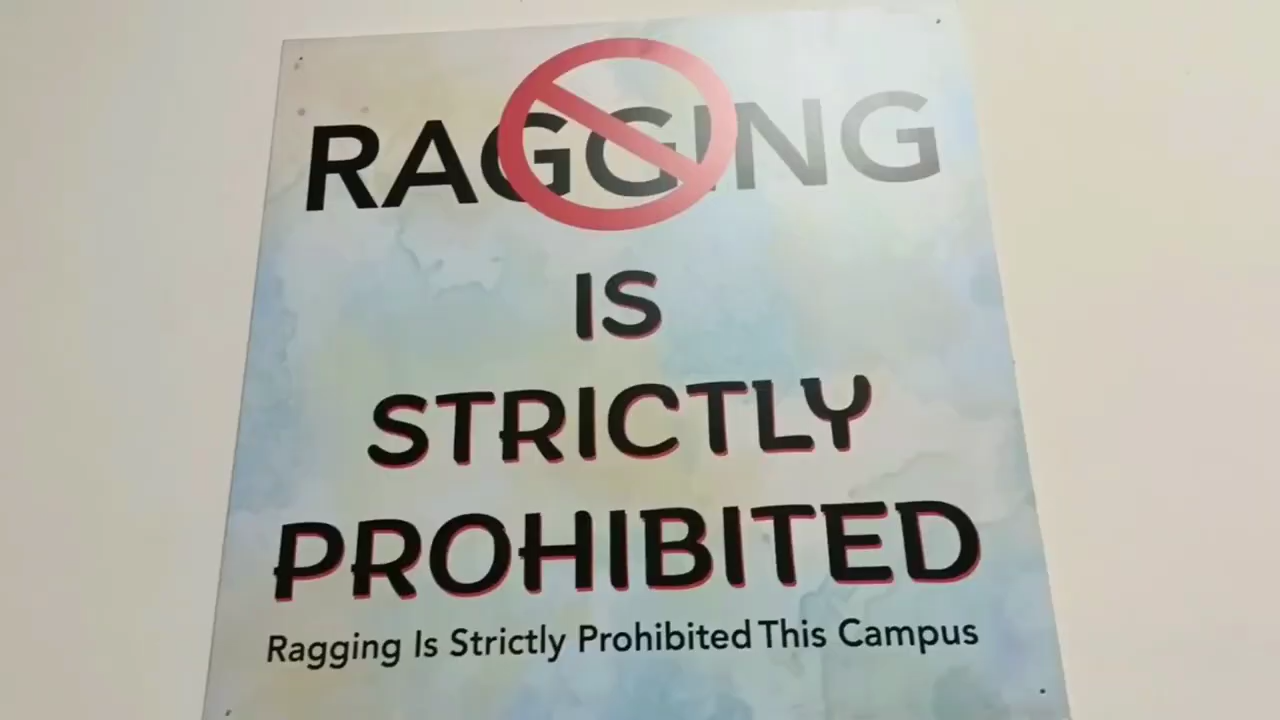 RAGGING
IS
STRICTLY
PROHIBITED
Ragging Is Strictly Prohibited This Campus